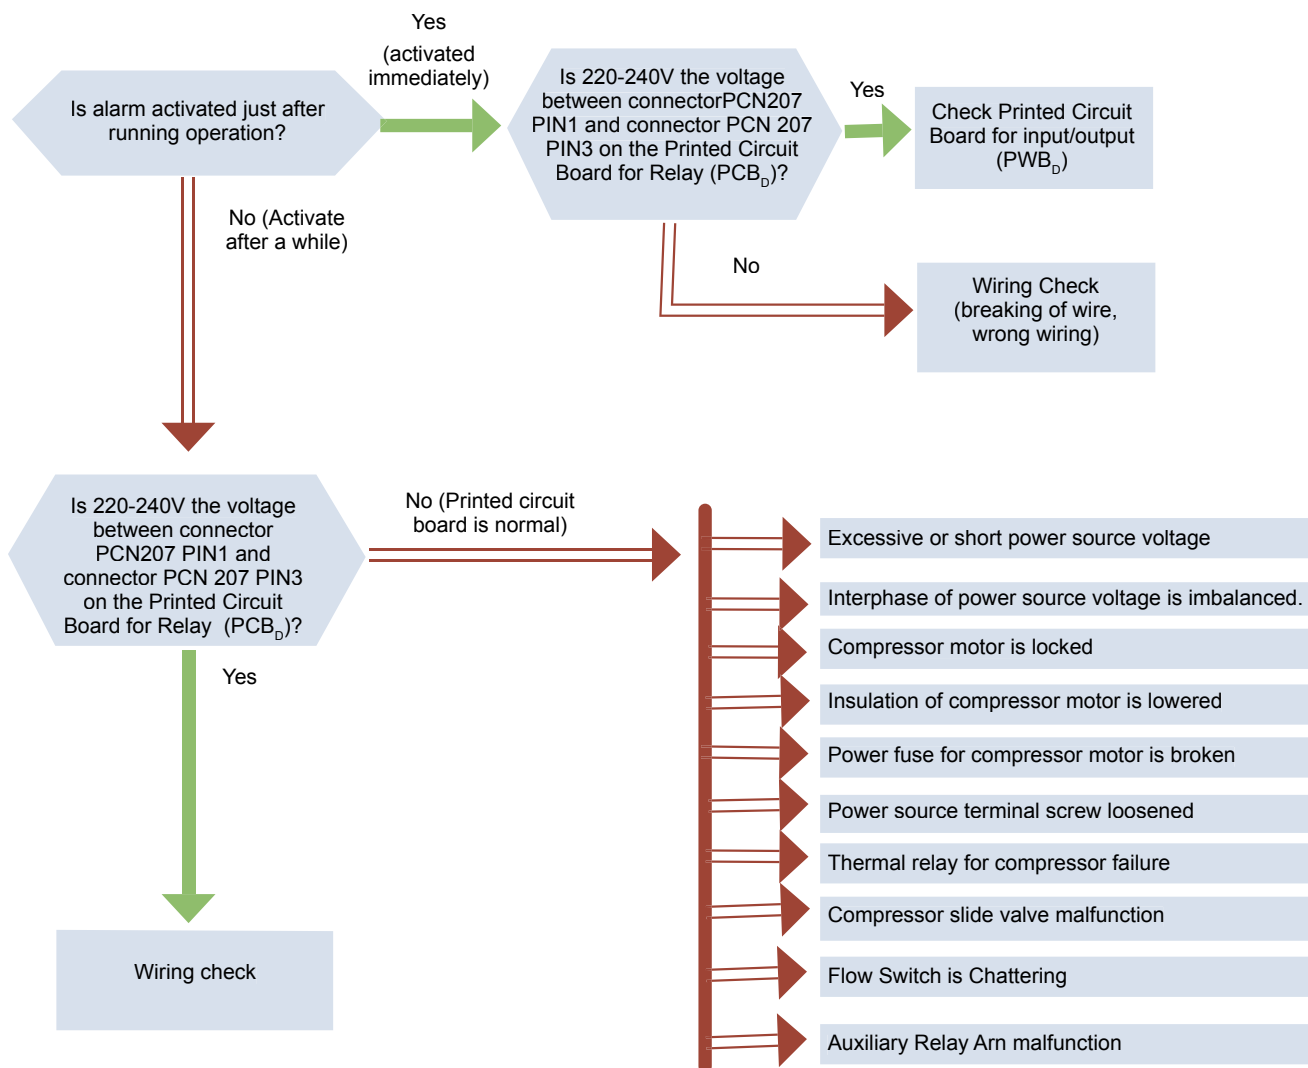 Is alarm activated just after
running operation?
Yes
(activated
immediately)
Is 220-240V the voltage
between connectorPCN207
PIN1 and connector PCN 207
PIN3 on the Printed Circuit
Board for Relay (PCB_D)?
Yes
Check Printed Circuit
Board for input/output
(PWB_D)
No (Activate
after a while)
No
Wiring Check
(breaking of wire,
wrong wiring)
Is 220-240V the voltage
between connector
PCN207 PIN1 and
connector PCN 207 PIN3
on the Printed Circuit
Board for Relay (PCB_D)?
No (Printed circuit
board is normal)
Yes
Wiring check
Excessive or short power source voltage
Interphase of power source voltage is imbalanced.
Compressor motor is locked
Insulation of compressor motor is lowered
Power fuse for compressor motor is broken
Power source terminal screw loosened
Thermal relay for compressor failure
Compressor slide valve malfunction
Flow Switch is Chattering
Auxiliary Relay Arn malfunction